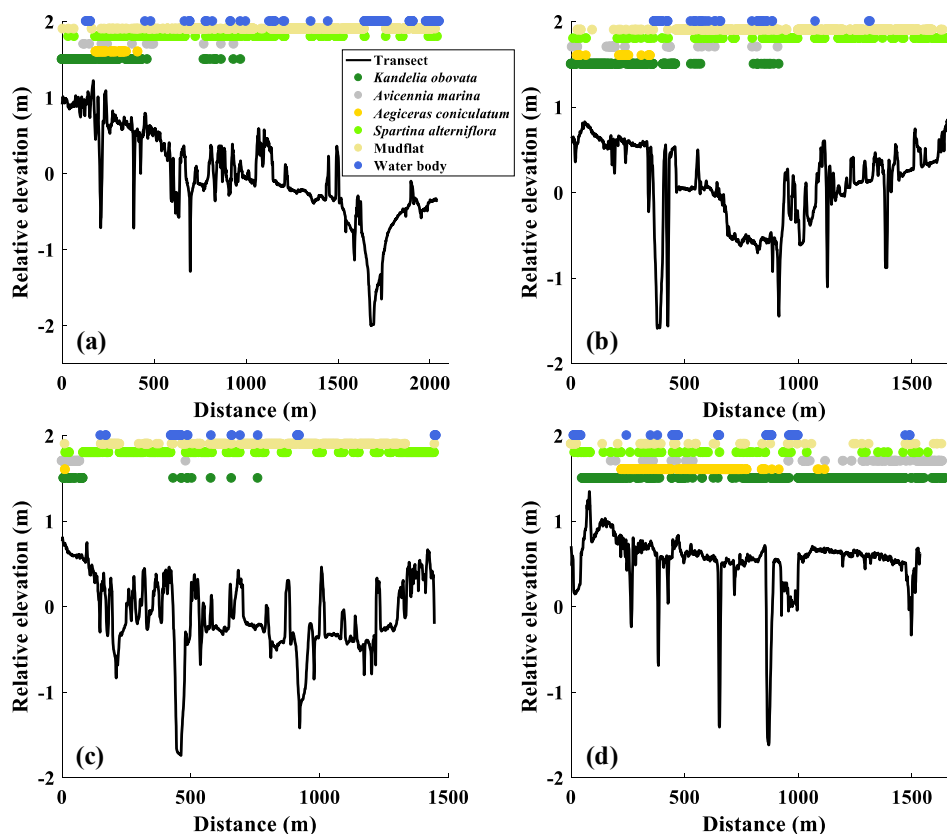 2
1
0
-1
-2
Relative elevation (m)
(a)
0
500
1000
1500
2000
Distance (m)
Transect
Kandelia obovata
Avicennia marina
Aegiceras coniculatum
Spartina alterniflora
Mudflat
Water body
2
1
0
-1
-2
Relative elevation (m)
(b)
0
500
1000
1500
Distance (m)
2
1
0
-1
-2
Relative elevation (m)
(c)
0
500
1000
1500
Distance (m)
2
1
0
-1
-2
Relative elevation (m)
(d)
0
500
1000
1500
Distance (m)